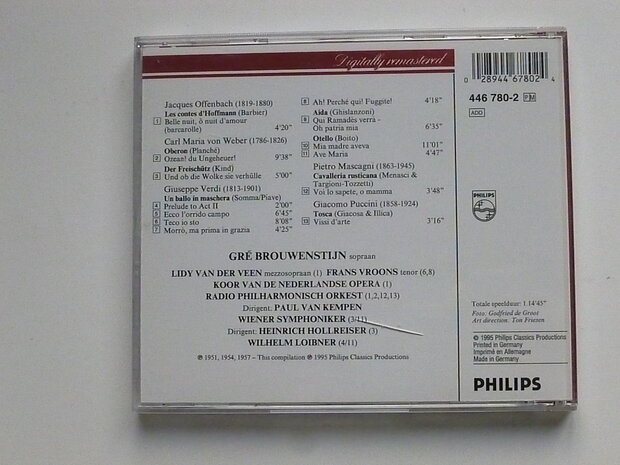 Digitally remastered
Jacques Offenbach (1819-1880)
Les contes d'Hoffmann (Barbier)
1 Belle nuit, ô nuit d'amour
(barcarolle) 4'20"
Carl Maria von Weber (1786-1826)
Oberon (Planché)
2 Ozean! du Ungeheuer! 9'38"
Der Freischütz (Kind)
3 Und ob die Wolke sie verhülle 5'00"
Giuseppe Verdi (1813-1901)
Un ballo in maschera (Somma/Piave)
4 Prelude to Act II 2'00"
5 Ecco l'orrido campo 6'45"
6 Teco io sto 8'08"
7 Morrò, ma prima in grazia 4'25"
8 Ah! Perché qui! Fuggite! 4'18"
Aida (Ghislanzoni)
9 Qui Ramadès verra -
Oh patria mia 6'35"
Otello (Boito)
10 Mia madre aveva 11'01"
11 Ave Maria 4'47"
Pietro Mascagni (1863-1945)
Cavalleria rusticana (Menasci &
Targioni-Tozzetti)
12 Voi lo sapete, o mamma 3'48"
Giacomo Puccini (1858-1924)
Tosca (Giacosa & Illica)
13 Vissi d'arte 3'16"
GRÉ BROUWENSTIJN sopraan
LIDY VAN DER VEEN mezzosopraan (1) FRANS VROONS tenor (6,8)
KOOR VAN DE NEDERLANDSE OPERA (1)
RADIO PHILHARMONISCH ORKEST (1,2,12,13)
Dirigent: PAUL VAN KEMPEN
WIENER SYMPHONIKER (3/11)
Dirigent: HEINRICH HOLLREISER (3)
WILHELM LOIBNER (4/11)
℗ 1951, 1954, 1957 – This compilation ℗ 1995 Philips Classics Productions
0 28944 67802 4
446 780-2 PM
ADD
PHILIPS
Totale speelduur: 1.14'45"
Foto: Godfried de Groot
Art direction: Ton Friesen
© 1995 Philips Classics Productions
Printed in Germany
Imprimé en Allemagne
Made in Germany
PHILIPS